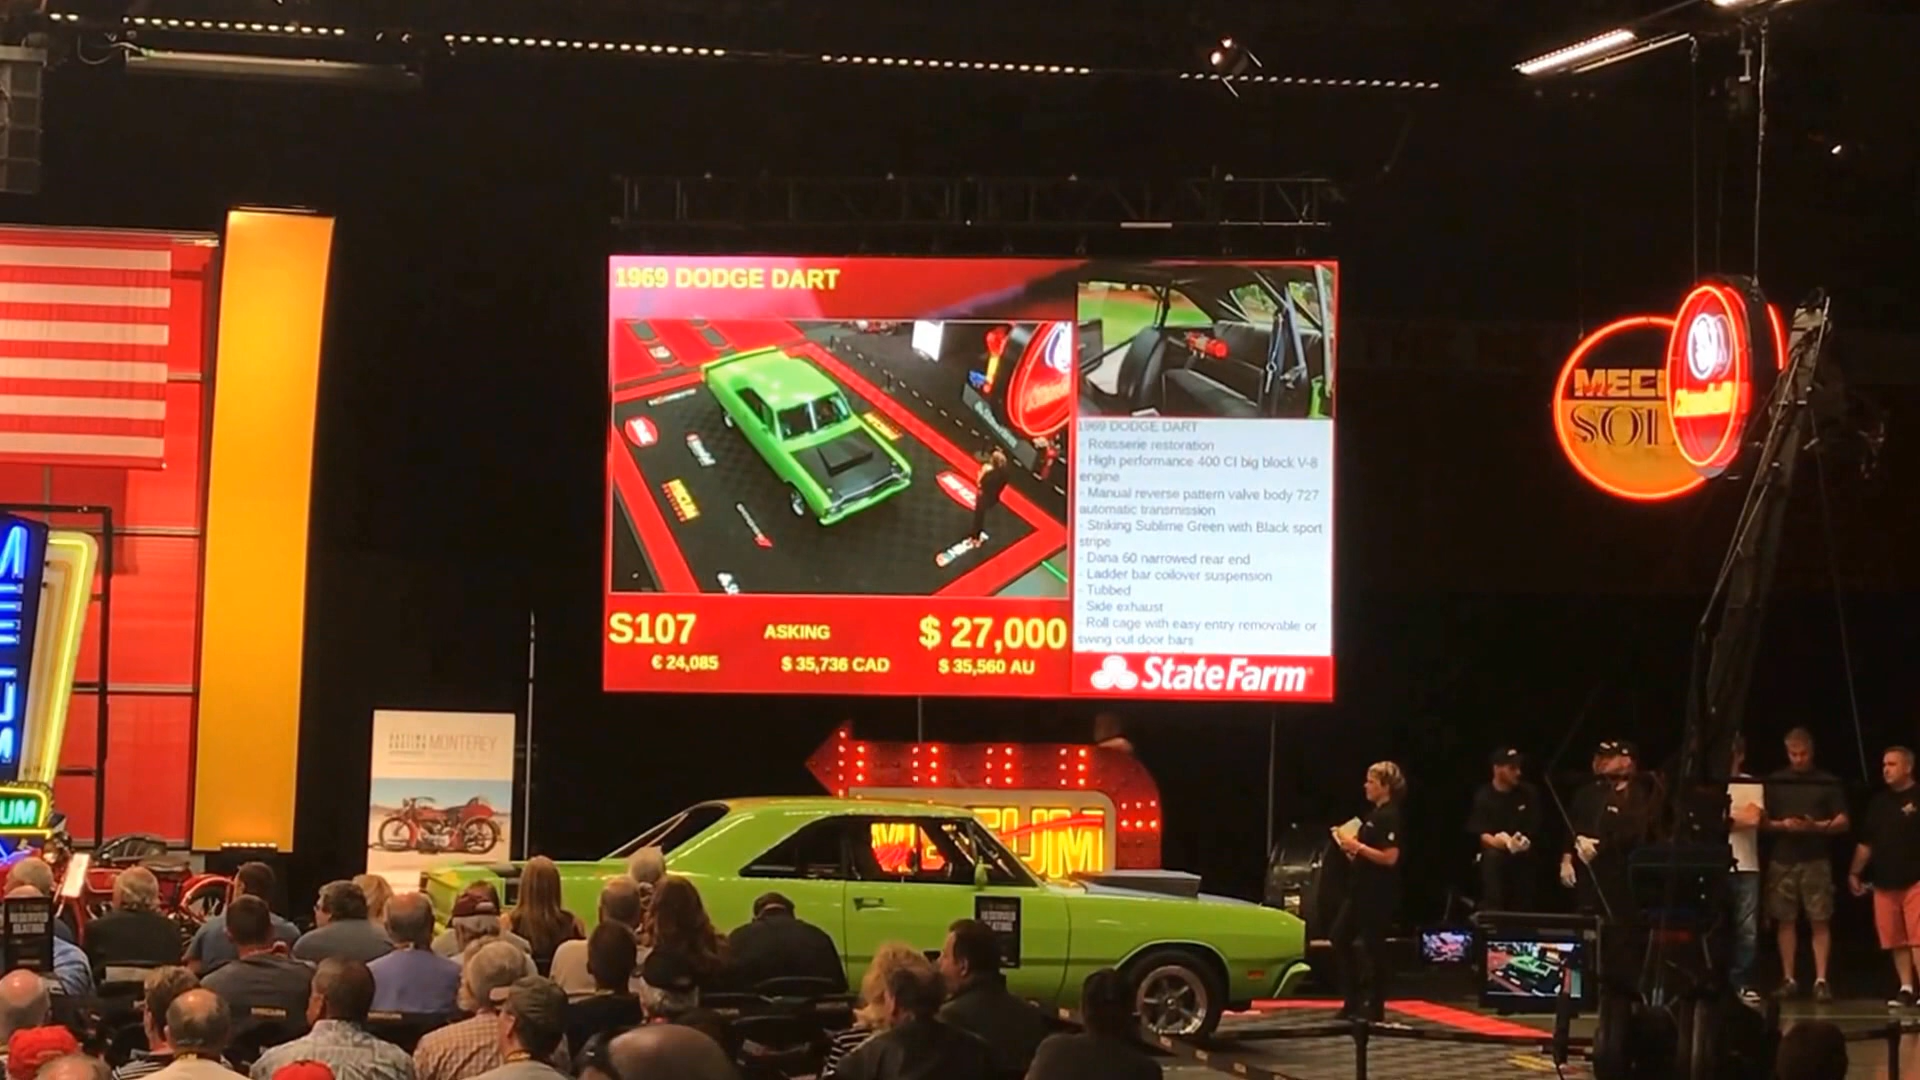 1969 DODGE DART
1969 DODGE DART
- Rotisserie restoration
- High performance 400 CI big block V-8
engine
- Manual reverse pattern valve body 727
automatic transmission
- Striking Sublime Green with Black sport
stripe
- Dana 60 narrowed rear end
- Ladder bar coilover suspension
- Tubbed
- Side exhaust
- Roll cage with easy entry removable or
swing out door bars
S107
ASKING
$ 27,000
€ 24,085
$ 35,736 CAD
$ 35,560 AU
StateFarm
MECUM
MONTEREY
RESERVED
SEATING